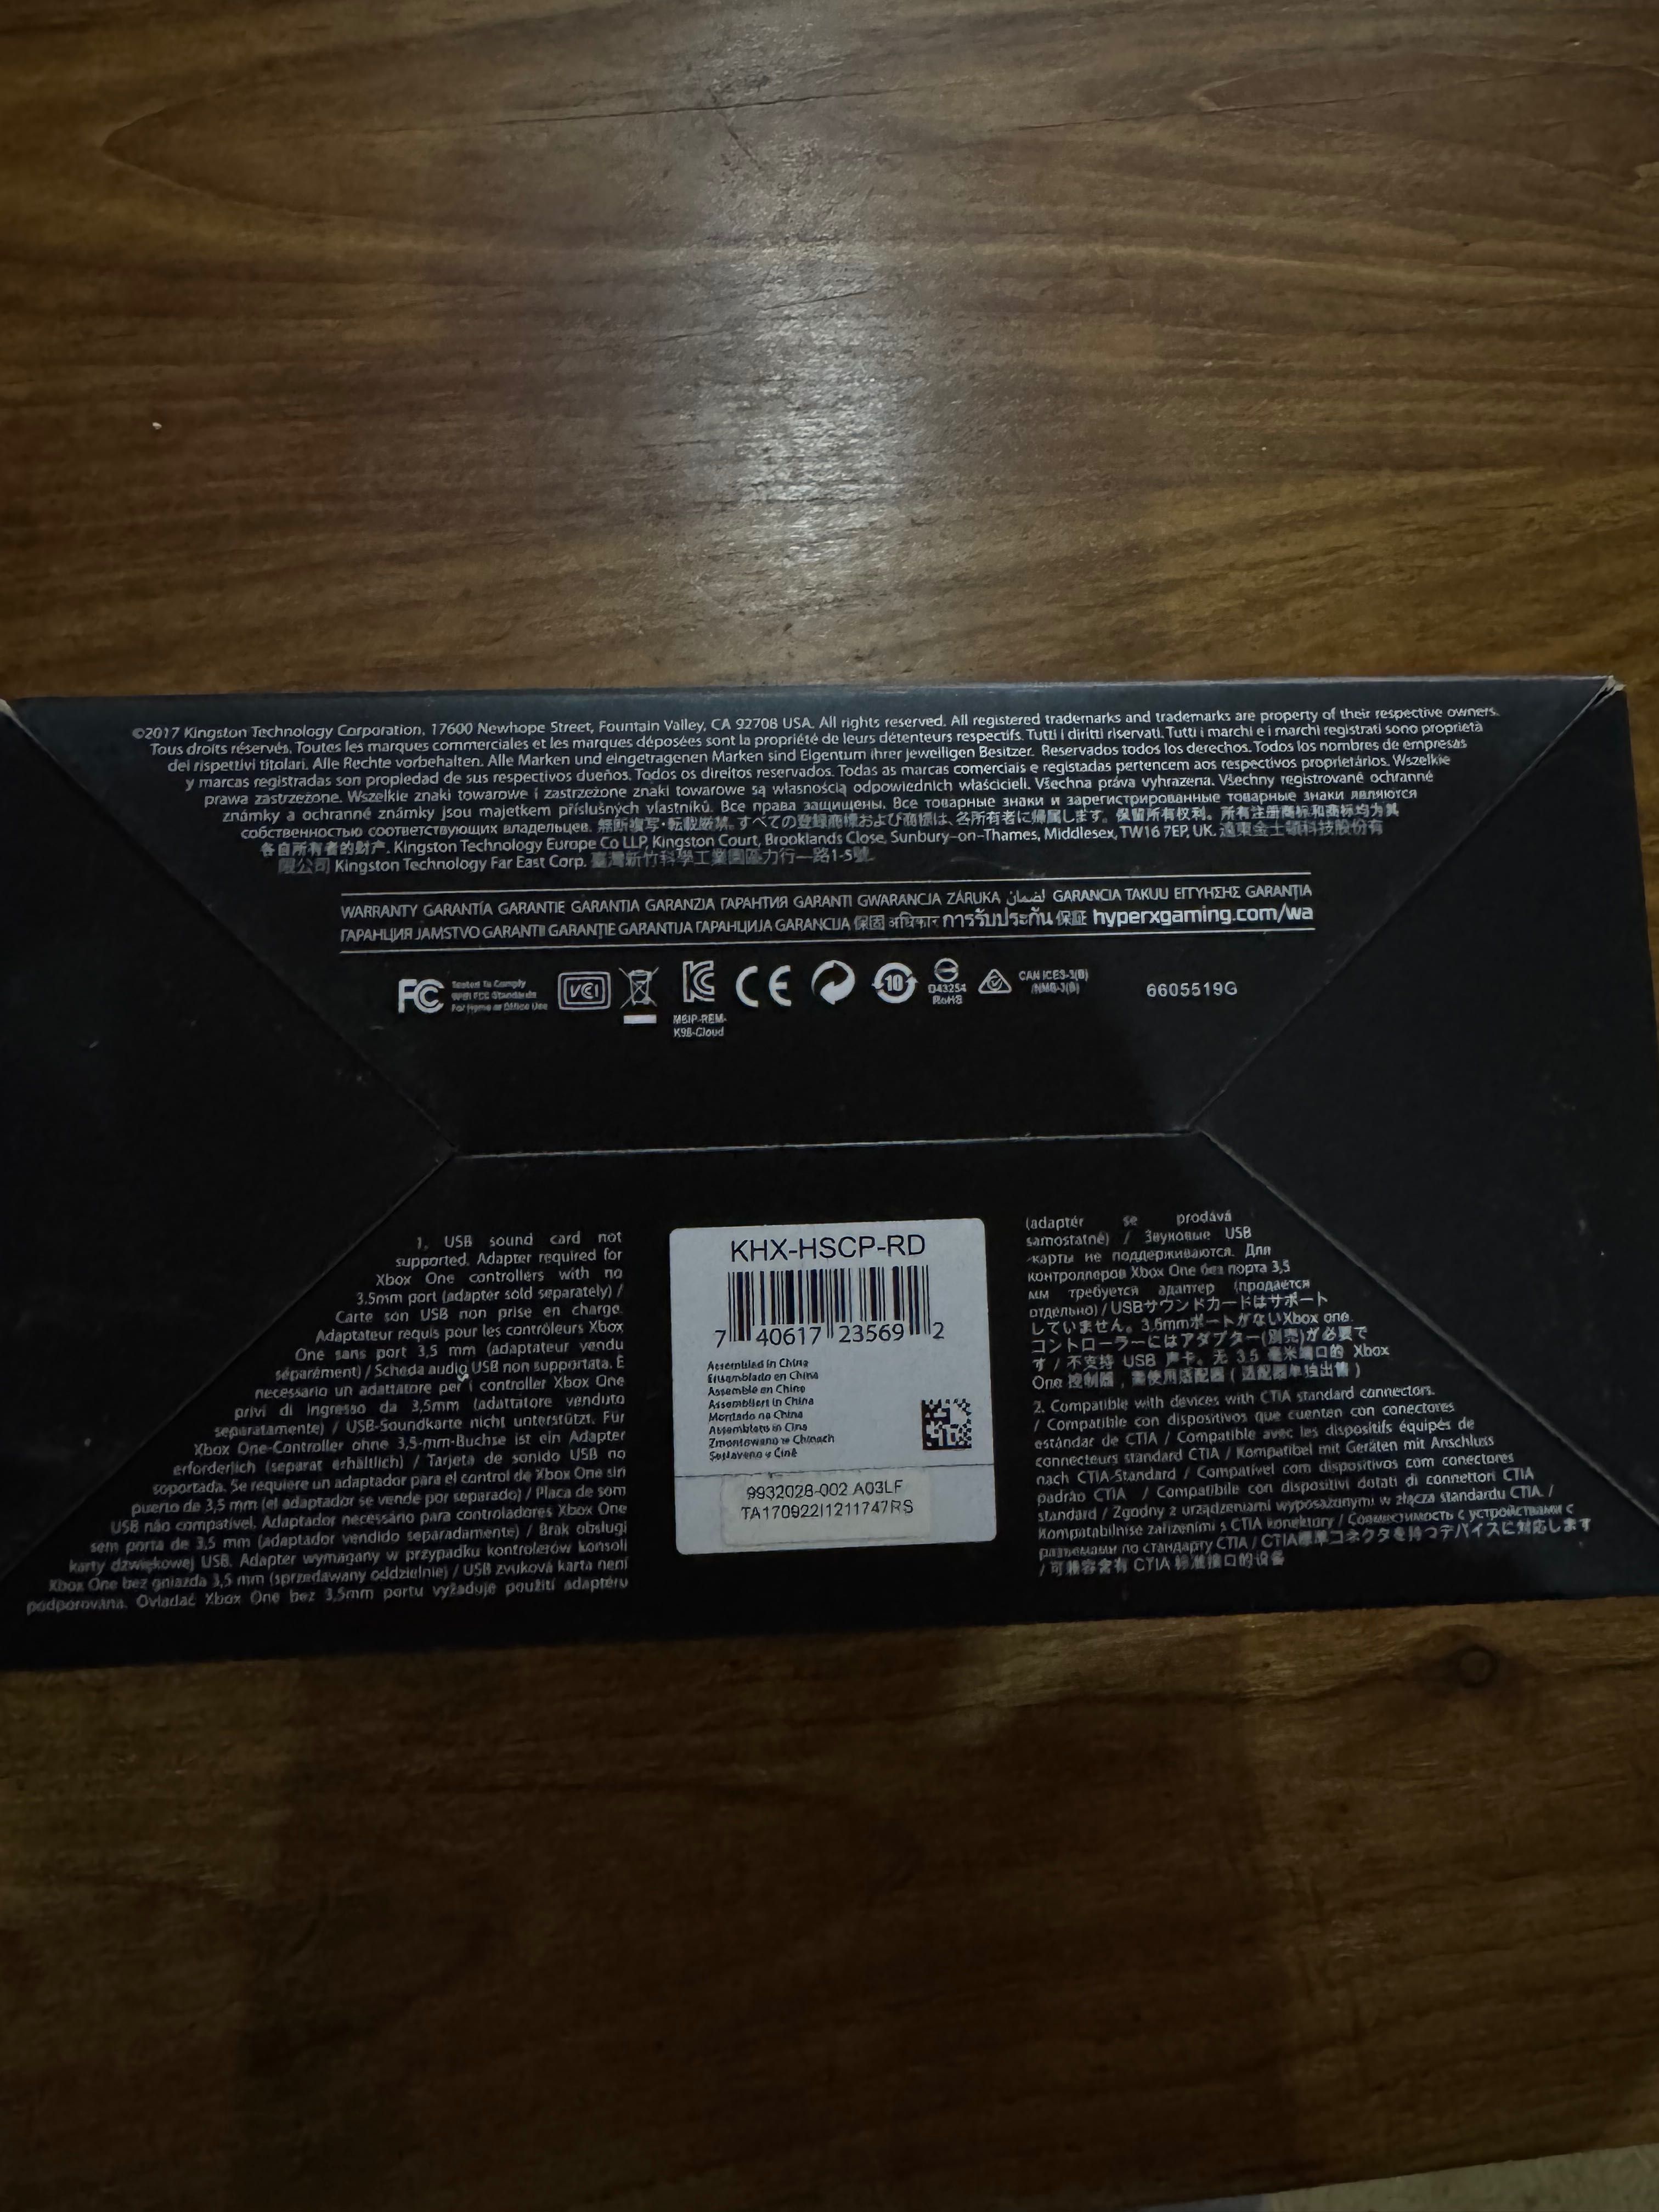 ©2017 Kingston Technology Corporation, 17600 Newhope Street, Fountain Valley, CA 92708 USA. All rights reserved. All registered trademarks and trademarks are property of their respective owners.
Tous droits réservés. Toutes les marques commerciales et les marques déposées sont la propriété de leurs détenteurs respectifs. Tutti i diritti riservati. Tutti i marchi e i marchi registrati sono proprietà
dei rispettivi titolari. Alle Rechte vorbehalten. Alle Marken und eingetragenen Marken sind Eigentum ihrer jeweiligen Besitzer. Reservados todos los derechos. Todos los nombres de empresas
y marcas registradas son propiedad de sus respectivos dueños. Todos os direitos reservados. Todas as marcas comerciais e registadas pertencem aos respectivos proprietários. Wszelkie
prawa zastrzeżone. Wszelkie znaki towarowe i zastrzeżone znaki towarowe są własnością odpowiednich właścicieli. Všechna práva vyhrazena. Všechny registrované ochranné
známky a ochranné známky jsou majetkem příslušných vlastníků. Все права защищены. Все товарные знаки и зарегистрированные товарные знаки являются
собственностью соответствующих владельцев. 無断複写・転載厳禁。すべての登録商標および商標は、各所有者に帰属します。保留所有权利。所有注册商标和商标均为其
各自所有者的财产。Kingston Technology Europe Co LLP, Kingston Court, Brooklands Close, Sunbury-on-Thames, Middlesex, TW16 7EP, UK. 遠東金士頓科技股份有
限公司 Kingston Technology Far East Corp. 臺灣新竹科學工業園區力行一路1-5號
WARRANTY GARANTÍA GARANTIE GARANTIA GARANZIA ГАРАНТИЯ GARANTI GWARANCJA ZÁRUKA لضمان GARANCIA TAKUU ΕΓΓΥΗΣΗΣ GARANȚIA
ГАРАНЦИЯ JAMSTVO GARANTII GARANTIJA ГАРАНЦИЈА GARANCIJA 保固 การรับประกัน 保証 hyperxgaming.com/wa
FC Tested To Comply
With FCC Standards
For Home or Office Use
VCI
MSIP-REM-
K98-Cloud
CE
10
D43254
RoHS
CAN ICES-3(B)
/NMB-3(B)
6605519G
1. USB sound card not
supported. Adapter required for
Xbox One controllers with no
3.5mm port (adapter sold separately) /
Carte son USB non prise en charge.
Adaptateur requis pour les contrôleurs Xbox
One sans port 3,5 mm (adaptateur vendu
séparément) / Scheda audio USB non supportata. È
necessario un adattatore per i controller Xbox One
privi di ingresso da 3,5mm (adattatore venduto
separatamente) / USB-Soundkarte nicht unterstützt. Für
Xbox One-Controller ohne 3,5-mm-Buchse ist ein Adapter
erforderlich (separat erhältlich) / Tarjeta de sonido USB no
soportada. Se requiere un adaptador para el control de Xbox One sin
puerto de 3,5 mm (el adaptador se vende por separado) / Placa de som
USB não compatível. Adaptador necessário para controladores Xbox One
sem porta de 3,5 mm (adaptador vendido separadamente) / Brak obsługi
karty dźwiękowej USB. Adapter wymagany w przypadku kontrolerów konsoli
Xbox One bez gniazda 3,5 mm (sprzedawany oddzielnie) / USB zvuková karta není
podporována. Ovladač Xbox One bez 3,5mm portu vyžaduje použití adaptéru
KHX-HSCP-RD
7 40617 23569 2
Assembled in China
Ensamblado en China
Assemblé en Chine
Assembliert in China
Montado na China
Assemblato in Cina
Zmontowano w Chinach
Sestaveno v Číně
9932028-002.A03LF
TA170922I1211747RS
(adaptér se prodává
samostatně) / Звуковые USB
-карты не поддерживаются. Для
контроллеров Xbox One без порта 3,5
мм требуется адаптер (продается
отдельно) / USBサウンドカードはサポート
していません。3.5mmポートがないXbox one
コントローラーにはアダプター(別売)が必要で
す / 不支持 USB 声卡。无 3.5 毫米端口的 Xbox
One 控制器，需使用适配器 ( 适配器单独出售 )
2. Compatible with devices with CTIA standard connectors.
/ Compatible con dispositivos que cuenten con conectores
estándar de CTIA / Compatible avec les dispositifs équipés de
connecteurs standard CTIA / Kompatibel mit Geräten mit Anschluss
nach CTIA-Standard / Compatível com dispositivos com conectores
padrão CTIA / Compatibile con dispositivi dotati di connettori CTIA
standard / Zgodny z urządzeniami wyposażonymi w złącza standardu CTIA /
Kompatabilní se zařízeními s CTIA konektory / Совместимость с устройствами с
разъемами по стандарту CTIA / CTIA標準コネクタを持つデバイスに対応します
/ 可兼容含有 CTIA 标准接口的设备